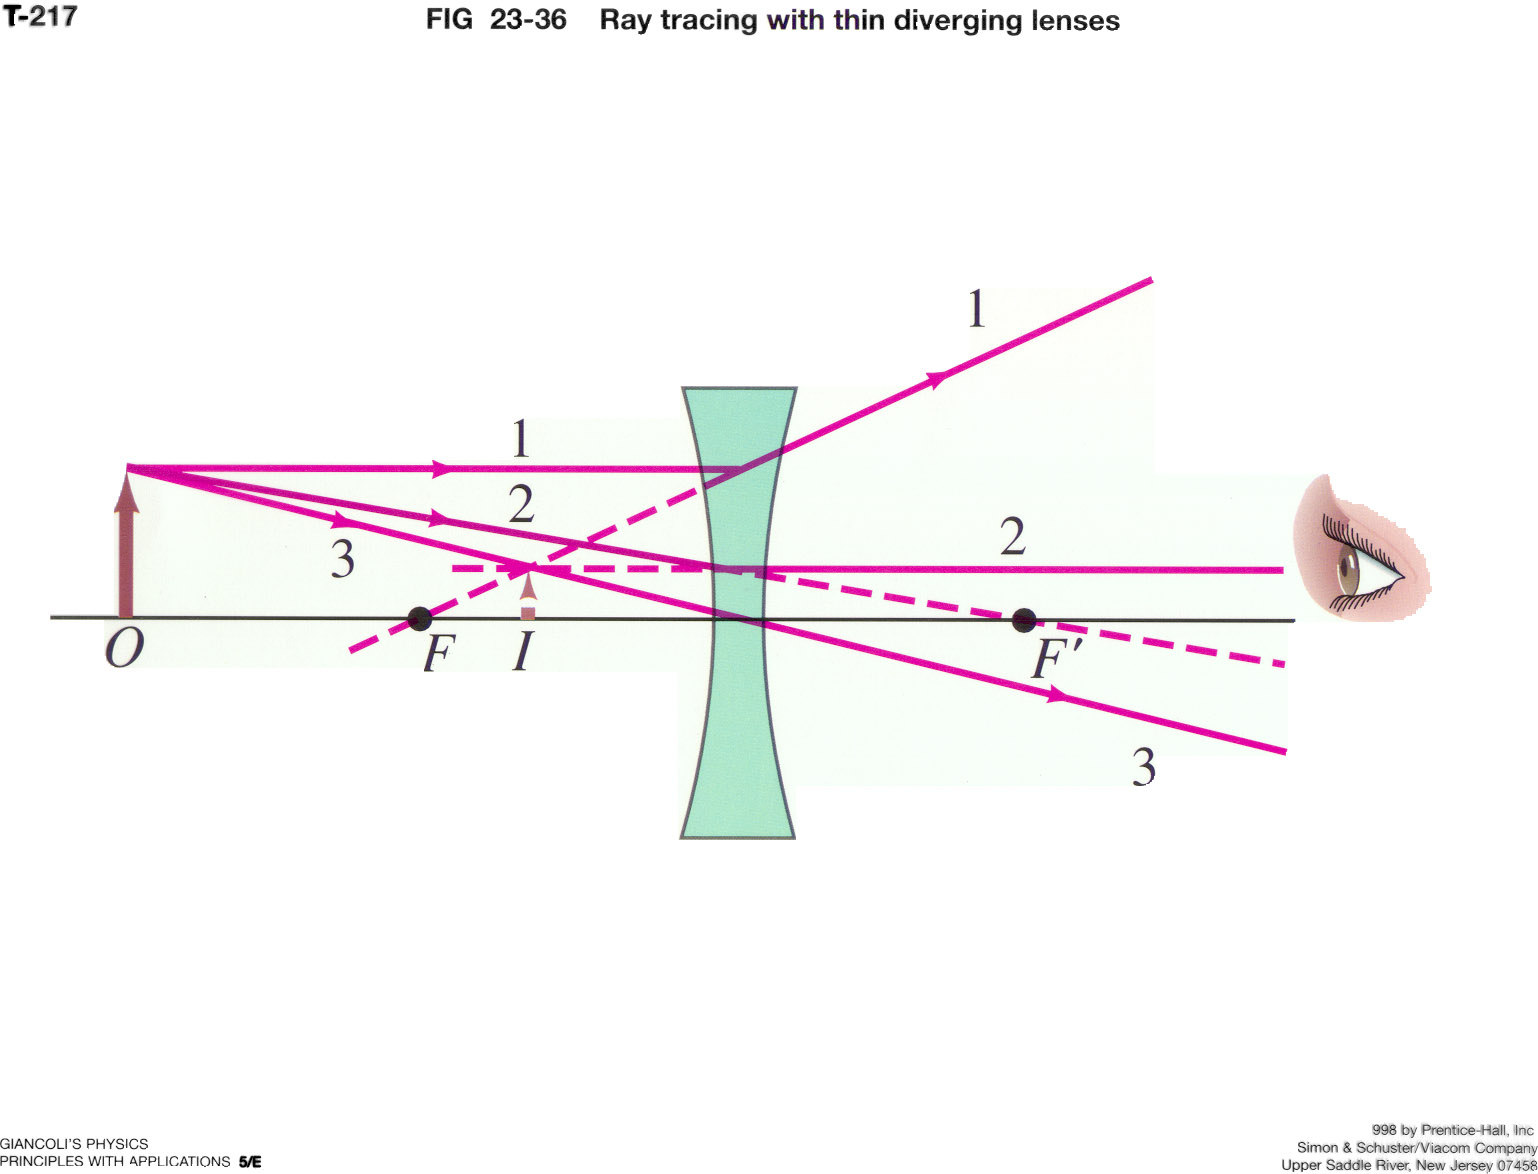 T-217
FIG 23-36 Ray tracing with thin diverging lenses
1
1
2
2
3
O
F
I
F′
3
GIANCOLI'S PHYSICS
PRINCIPLES WITH APPLICATIONS 5/E
998 by Prentice-Hall, Inc
Simon & Schuster/Viacom Company
Upper Saddle River, New Jersey 07458